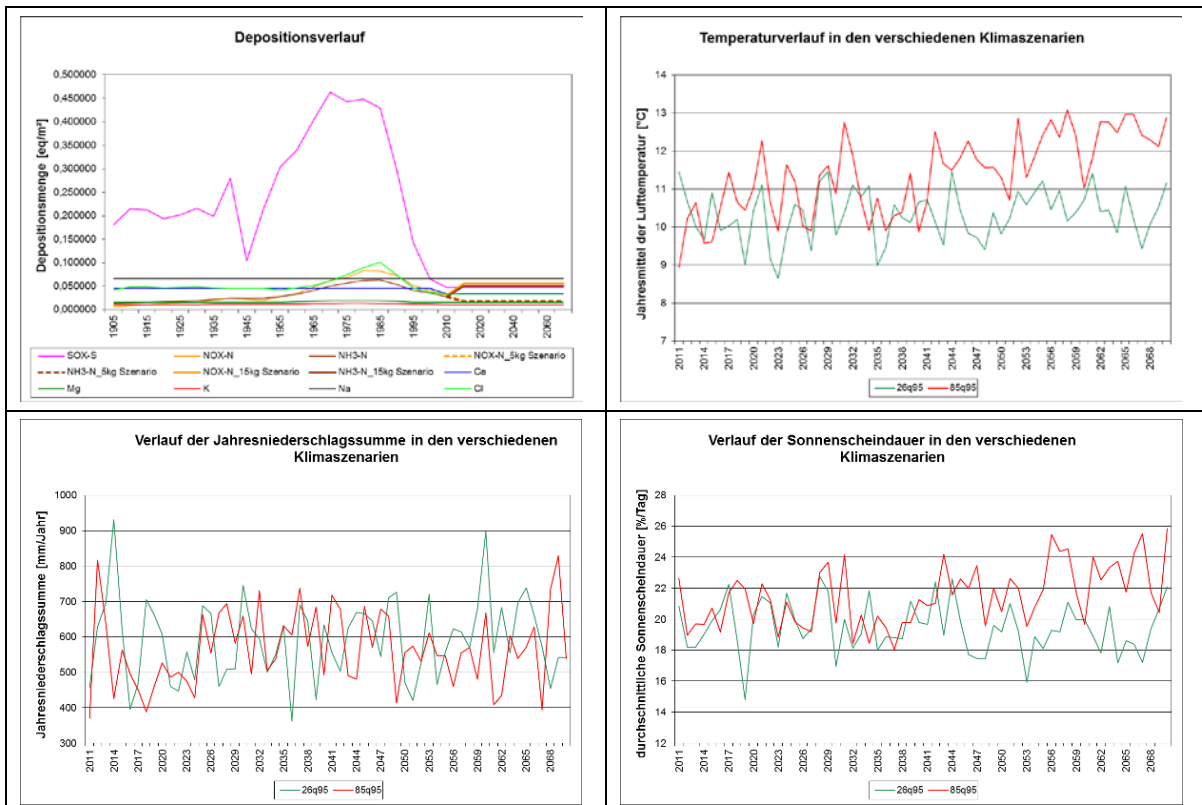 Depositionsverlauf
Depositionsmenge [eq/m²]
0,500000
0,450000
0,400000
0,350000
0,300000
0,250000
0,200000
0,150000
0,100000
0,050000
0,000000
1905 1915 1925 1935 1945 1955 1965 1975 1985 1995 2010 2020 2040 2060
SOX-S NOX-N NH3-N NOX-N_5kg Szenario
NH3-N_5kg Szenario NOX-N_15kg Szenario NH3-N_15kg Szenario Ca
Mg K Na Cl
Temperaturverlauf in den verschiedenen Klimaszenarien
Jahresmittel der Lufttemperatur [°C]
14
13
12
11
10
9
8
7
2011 2014 2017 2020 2023 2026 2029 2032 2035 2038 2041 2044 2047 2050 2053 2056 2059 2062 2065 2068
26q95 85q95
Verlauf der Jahresniederschlagssumme in den verschiedenen
Klimaszenarien
Jahresniederschlagssumme [mm/Jahr]
1000
900
800
700
600
500
400
300
2011 2014 2017 2020 2023 2026 2029 2032 2035 2038 2041 2044 2047 2050 2053 2056 2059 2062 2065 2068
26q95 85q95
Verlauf der Sonnenscheindauer in den verschiedenen
Klimaszenarien
durchschnittliche Sonnenscheindauer [%/Tag]
28
26
24
22
20
18
16
14
12
2011 2014 2017 2020 2023 2026 2029 2032 2035 2038 2041 2044 2047 2050 2053 2056 2059 2062 2065 2068
26q95 85q95